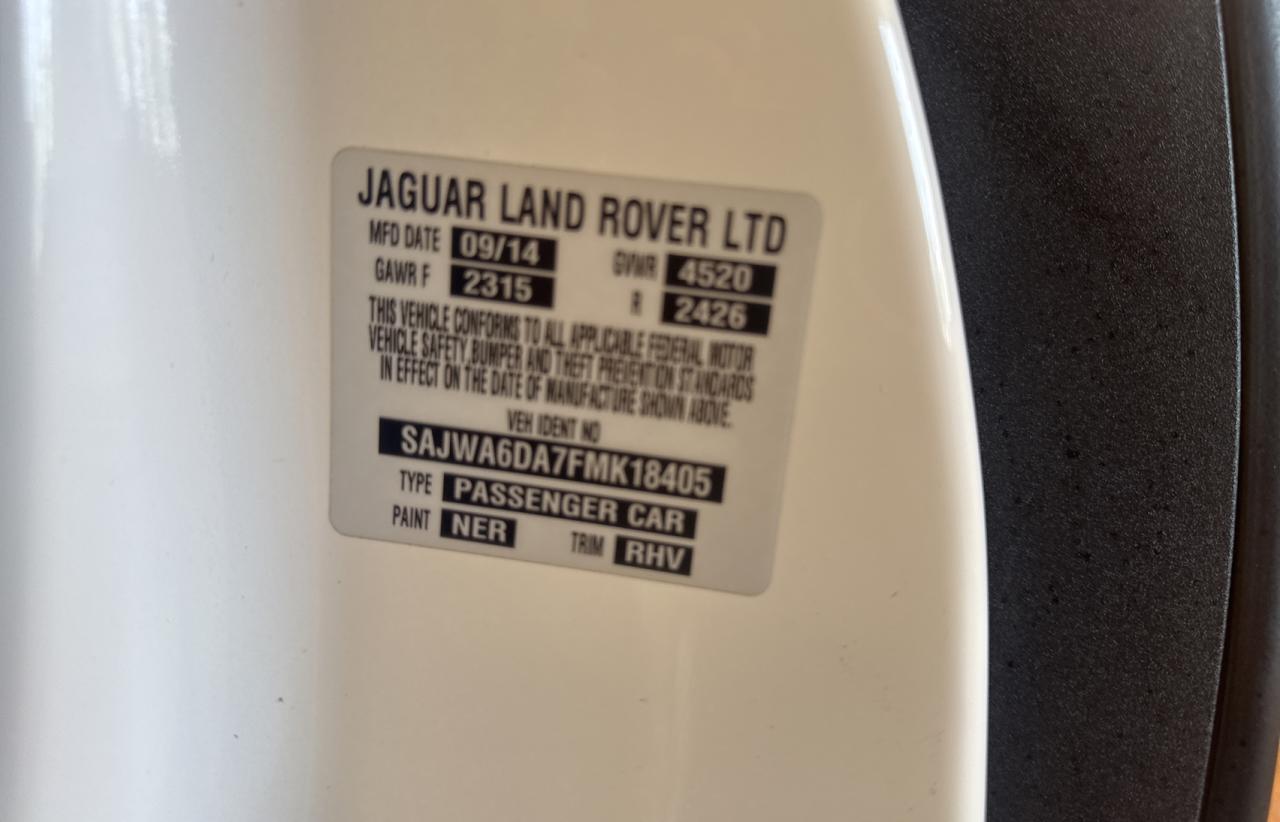 JAGUAR LAND ROVER LTD
MFD DATE 09/14 GVWR 4520
GAWR F 2315 R 2426
THIS VEHICLE CONFORMS TO ALL APPLICABLE FEDERAL MOTOR
VEHICLE SAFETY, BUMPER AND THEFT PREVENTION STANDARDS
IN EFFECT ON THE DATE OF MANUFACTURE SHOWN ABOVE.
VEH IDENT NO
SAJWA6DA7FMK18405
TYPE PASSENGER CAR
PAINT NER TRIM RHV